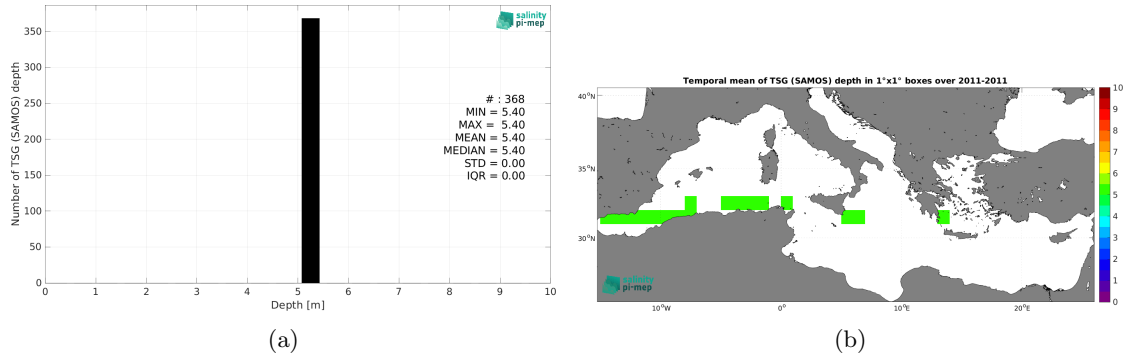 350
300
250
200
150
100
50
0
Number of TSG (SAMOS) depth
0 1 2 3 4 5 6 7 8 9 10
Depth [m]
salinity
pi-mep
# : 368
MIN = 5.40
MAX = 5.40
MEAN = 5.40
MEDIAN = 5.40
STD = 0.00
IQR = 0.00
(a)
Temporal mean of TSG (SAMOS) depth in 1°x1° boxes over 2011-2011
40°N
35°N
30°N
10°W 0° 10°E 20°E
salinity
pi-mep
10
9
8
7
6
5
4
3
2
1
0
(b)